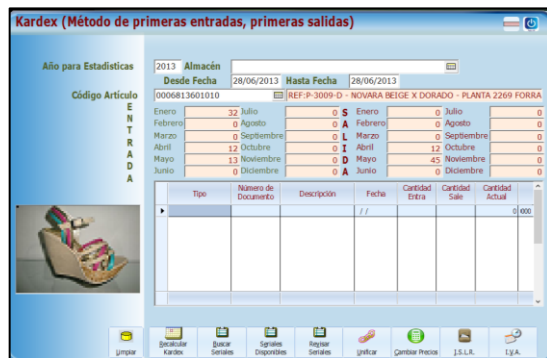 Kardex (Método de primeras entradas, primeras salidas)
Año para Estadísticas 2013 Almacén
Desde Fecha 28/06/2013 Hasta Fecha 28/06/2013
Código Artículo 0006813601010 REF:P-3009-D - NOVARA BEIGE X DORADO - PLANTA 2269 FORRA
E
N
T
R
A
D
A
Enero 32 Julio 0 S Enero 0 Julio 0
Febrero 0 Agosto 0 A Febrero 0 Agosto 0
Marzo 0 Septiembre 0 L Marzo 0 Septiembre 0
Abril 12 Octubre 0 I Abril 12 Octubre 0
Mayo 13 Noviembre 0 D Mayo 45 Noviembre 0
Junio 0 Diciembre 0 A Junio 0 Diciembre 0
Tipo Número de Documento Descripción Fecha Cantidad Entra Cantidad Sale Cantidad Actual
/ / 0
Limpiar Recalcular Kardex Buscar Seriales Seriales Disponibles Revisar Seriales Unificar Cambiar Precios I.S.L.R. I.V.A.